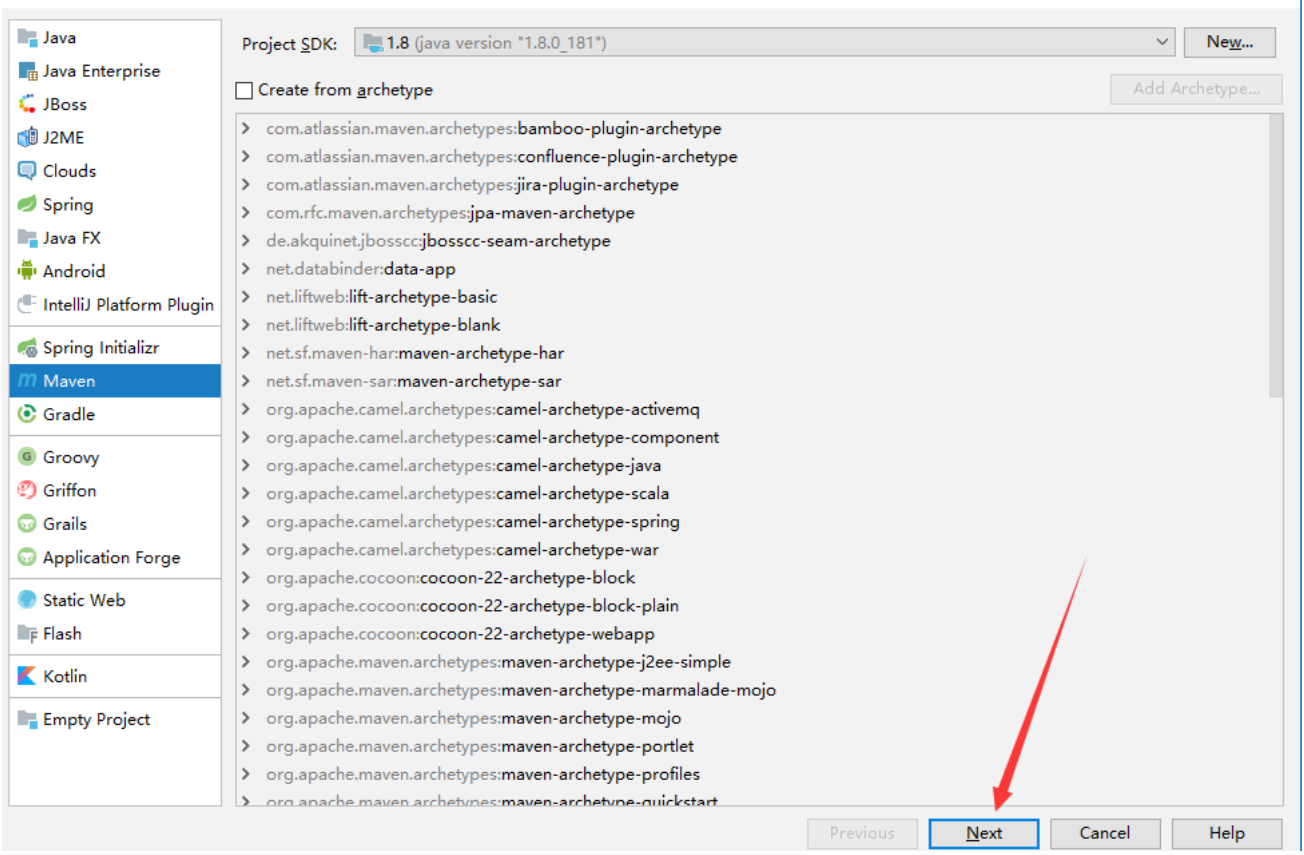 Java
Java Enterprise
JBoss
J2ME
Clouds
Spring
Java FX
Android
IntelliJ Platform Plugin
Spring Initializr
Maven
Gradle
Groovy
Griffon
Grails
Application Forge
Static Web
Flash
Kotlin
Empty Project
Project SDK: 1.8 (java version "1.8.0_181") New...
Create from archetype Add Archetype...
com.atlassian.maven.archetypes:bamboo-plugin-archetype
com.atlassian.maven.archetypes:confluence-plugin-archetype
com.atlassian.maven.archetypes:jira-plugin-archetype
com.rfc.maven.archetypes:jpa-maven-archetype
de.akquinet.jbosscc:jbosscc-seam-archetype
net.databinder:data-app
net.liftweb:lift-archetype-basic
net.liftweb:lift-archetype-blank
net.sf.maven-har:maven-archetype-har
net.sf.maven-sar:maven-archetype-sar
org.apache.camel.archetypes:camel-archetype-activemq
org.apache.camel.archetypes:camel-archetype-component
org.apache.camel.archetypes:camel-archetype-java
org.apache.camel.archetypes:camel-archetype-scala
org.apache.camel.archetypes:camel-archetype-spring
org.apache.camel.archetypes:camel-archetype-war
org.apache.cocoon:cocoon-22-archetype-block
org.apache.cocoon:cocoon-22-archetype-block-plain
org.apache.cocoon:cocoon-22-archetype-webapp
org.apache.maven.archetypes:maven-archetype-j2ee-simple
org.apache.maven.archetypes:maven-archetype-marmalade-mojo
org.apache.maven.archetypes:maven-archetype-mojo
org.apache.maven.archetypes:maven-archetype-portlet
org.apache.maven.archetypes:maven-archetype-profiles
org.apache.maven.archetypes:maven-archetype-quickstart
Previous Next Cancel Help